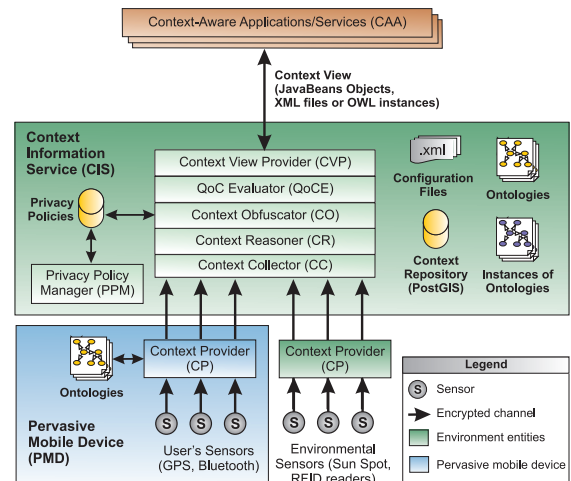 Context-Aware Applications/Services (CAA)
Context View
(JavaBeans Objects,
XML files or OWL instances)
Context
Information
Service (CIS)
Privacy
Policies
Privacy Policy
Manager (PPM)
Context View Provider (CVP)
QoC Evaluator (QoCE)
Context Obfuscator (CO)
Context Reasoner (CR)
Context Collector (CC)
.xml
Configuration
Files
Ontologies
Context
Repository
(PostGIS)
Instances of
Ontologies
Ontologies
Context Provider
(CP)
Context Provider
(CP)
S
S
S
S
S
S
Pervasive
Mobile Device
(PMD)
User's Sensors
(GPS, Bluetooth)
Environmental
Sensors (Sun Spot,
RFID readers)
Legend
S Sensor
Encrypted channel
Environment entities
Pervasive mobile device